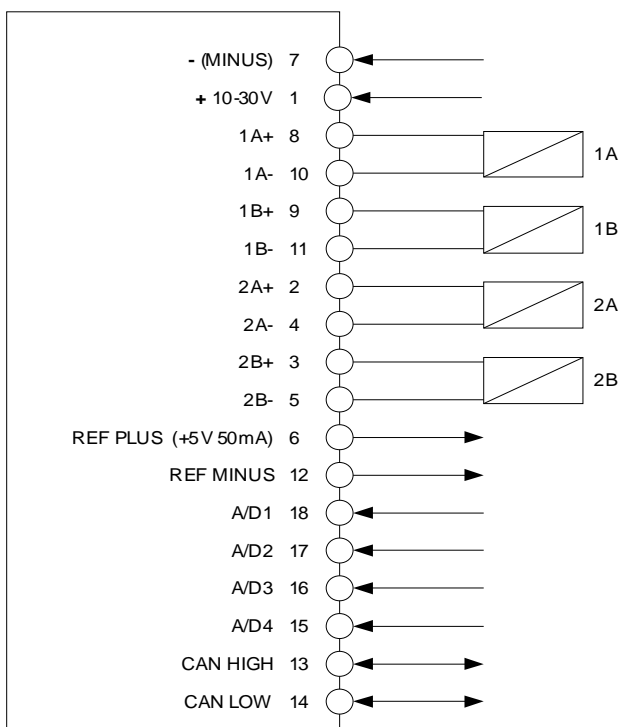 - (MINUS) 7
+ 10-30V 1
1A+ 8
1A- 10
1A
1B+ 9
1B- 11
1B
2A+ 2
2A- 4
2A
2B+ 3
2B- 5
2B
REF PLUS (+5V 50mA) 6
REF MINUS 12
A/D1 18
A/D2 17
A/D3 16
A/D4 15
CAN HIGH 13
CAN LOW 14